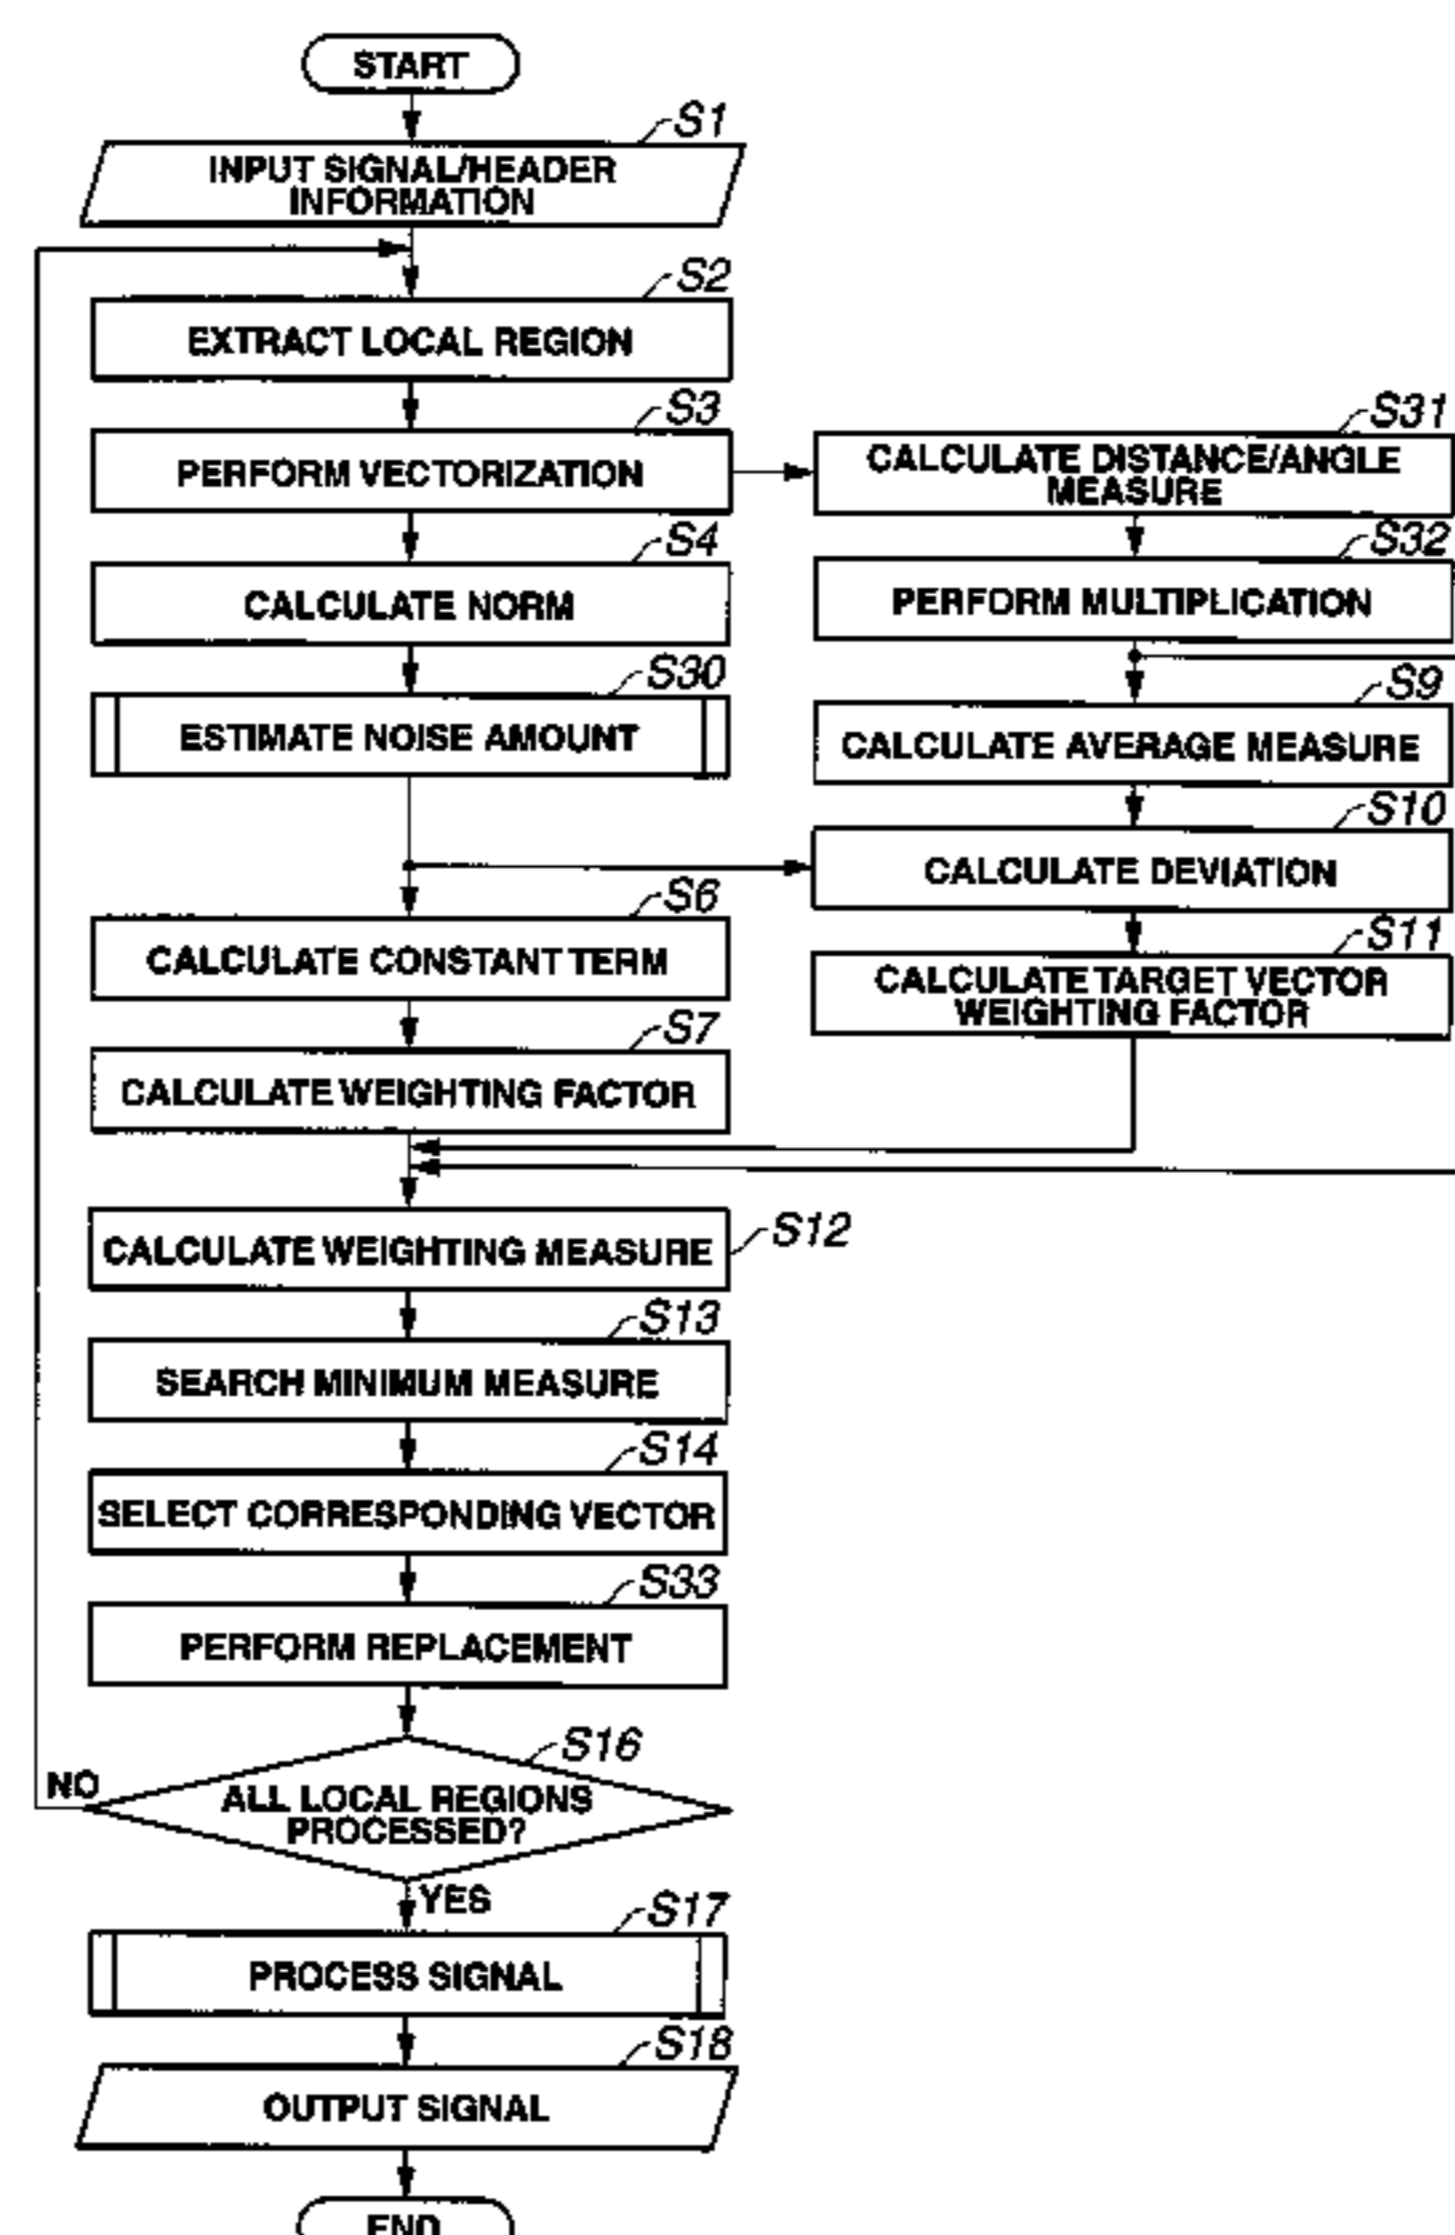 START
S1
INPUT SIGNAL/HEADER
INFORMATION
S2
EXTRACT LOCAL REGION
S3
PERFORM VECTORIZATION
S31
CALCULATE DISTANCE/ANGLE
MEASURE
S4
CALCULATE NORM
S32
PERFORM MULTIPLICATION
S30
ESTIMATE NOISE AMOUNT
S9
CALCULATE AVERAGE MEASURE
S10
CALCULATE DEVIATION
S6
CALCULATE CONSTANT TERM
S11
CALCULATE TARGET VECTOR
WEIGHTING FACTOR
S7
CALCULATE WEIGHTING FACTOR
S12
CALCULATE WEIGHTING MEASURE
S13
SEARCH MINIMUM MEASURE
S14
SELECT CORRESPONDING VECTOR
S33
PERFORM REPLACEMENT
S16
NO
ALL LOCAL REGIONS
PROCESSED?
YES
S17
PROCESS SIGNAL
S18
OUTPUT SIGNAL
END